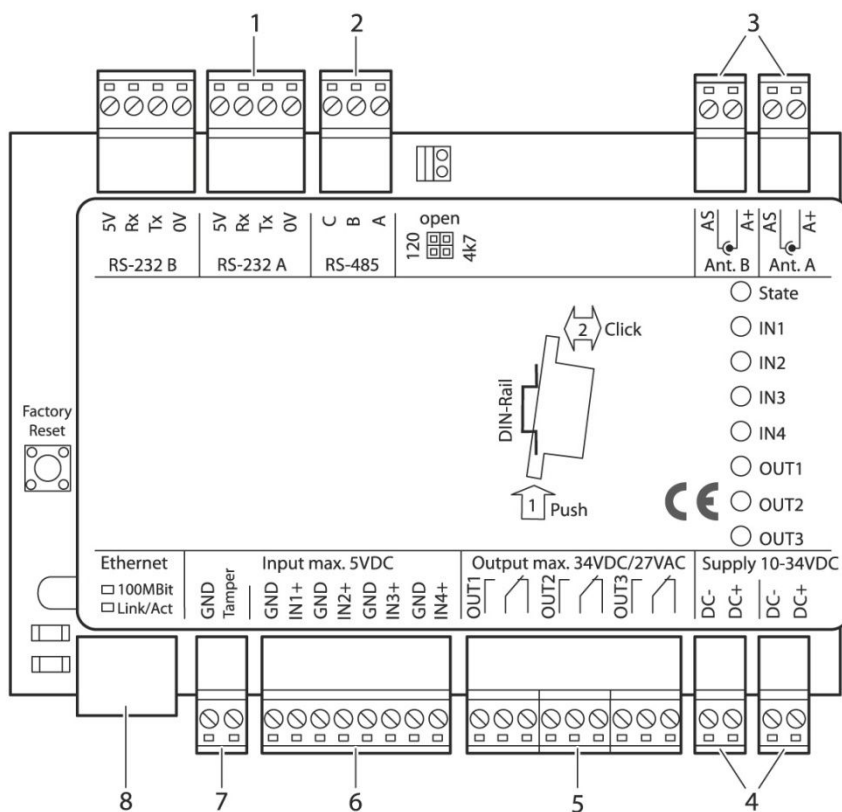 1 2 3
5V Rx Tx 0V 5V Rx Tx 0V C B A open AS A+ AS A+
120 4k7
RS-232 B RS-232 A RS-485 Ant. B Ant. A
State
2 Click
IN1
IN2
DIN-Rail
IN3
Factory
Reset
IN4
OUT1
1 Push
CE OUT2
OUT3
Ethernet Input max. 5VDC Output max. 34VDC/27VAC Supply 10-34VDC
100MBit
Link/Act
GND Tamper GND IN1+ GND IN2+ GND IN3+ GND IN4+ OUT1 OUT2 OUT3 DC- DC+ DC- DC+
8 7 6 5 4